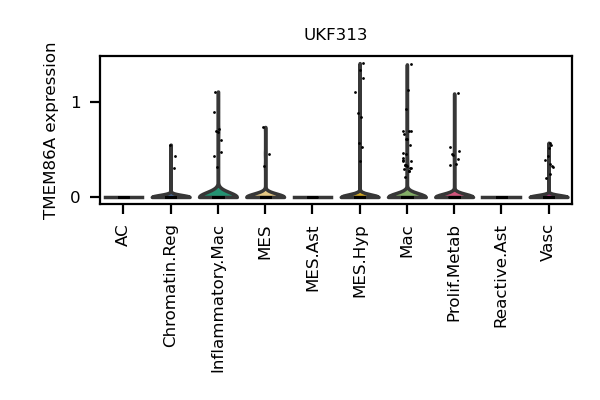 UKF313
TMEM86A expression
1
0
AC
Chromatin.Reg
Inflammatory.Mac
MES
MES.Ast
MES.Hyp
Mac
Prolif.Metab
Reactive.Ast
Vasc